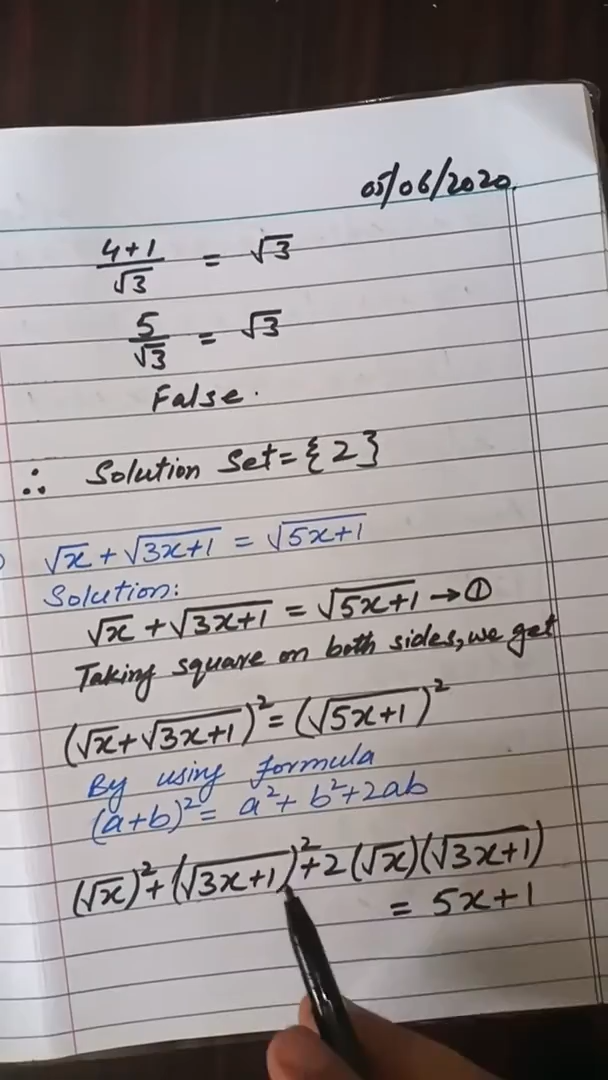 05/06/2020.
4+1/√3 = √3
5/√3 = √3
False.
∴ Solution Set = {2}
√x + √(3x+1) = √(5x+1)
Solution:
√x + √(3x+1) = √(5x+1) → ①
Taking square on both sides, we get
(√x + √(3x+1))² = (√(5x+1))²
By using formula
(a+b)² = a² + b² + 2ab
(√x)² + (√(3x+1))² + 2(√x)(√(3x+1))
= 5x+1